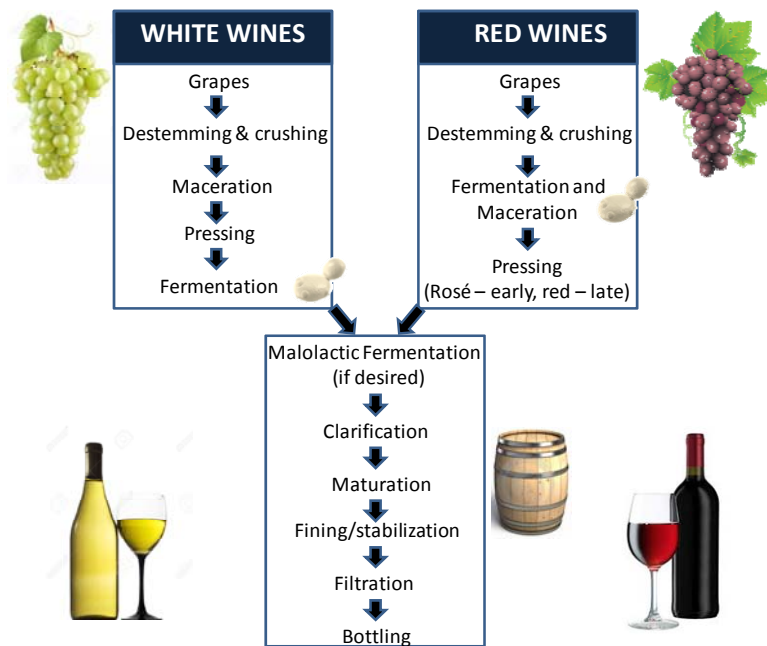 WHITE WINES
Grapes
Destemming & crushing
Maceration
Pressing
Fermentation
RED WINES
Grapes
Destemming & crushing
Fermentation and
Maceration
Pressing
(Rosé – early, red – late)
Malolactic Fermentation
(if desired)
Clarification
Maturation
Fining/stabilization
Filtration
Bottling